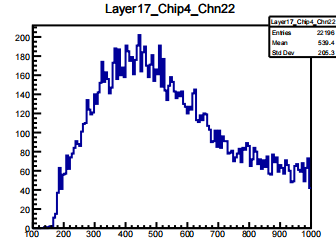 Layer17_Chip4_Chn22
Layer17_Chip4_Chn22
Entries 22196
Mean 539.4
Std Dev 205.3
200
180
160
140
120
100
80
60
40
20
0
100 200 300 400 500 600 700 800 900 1000